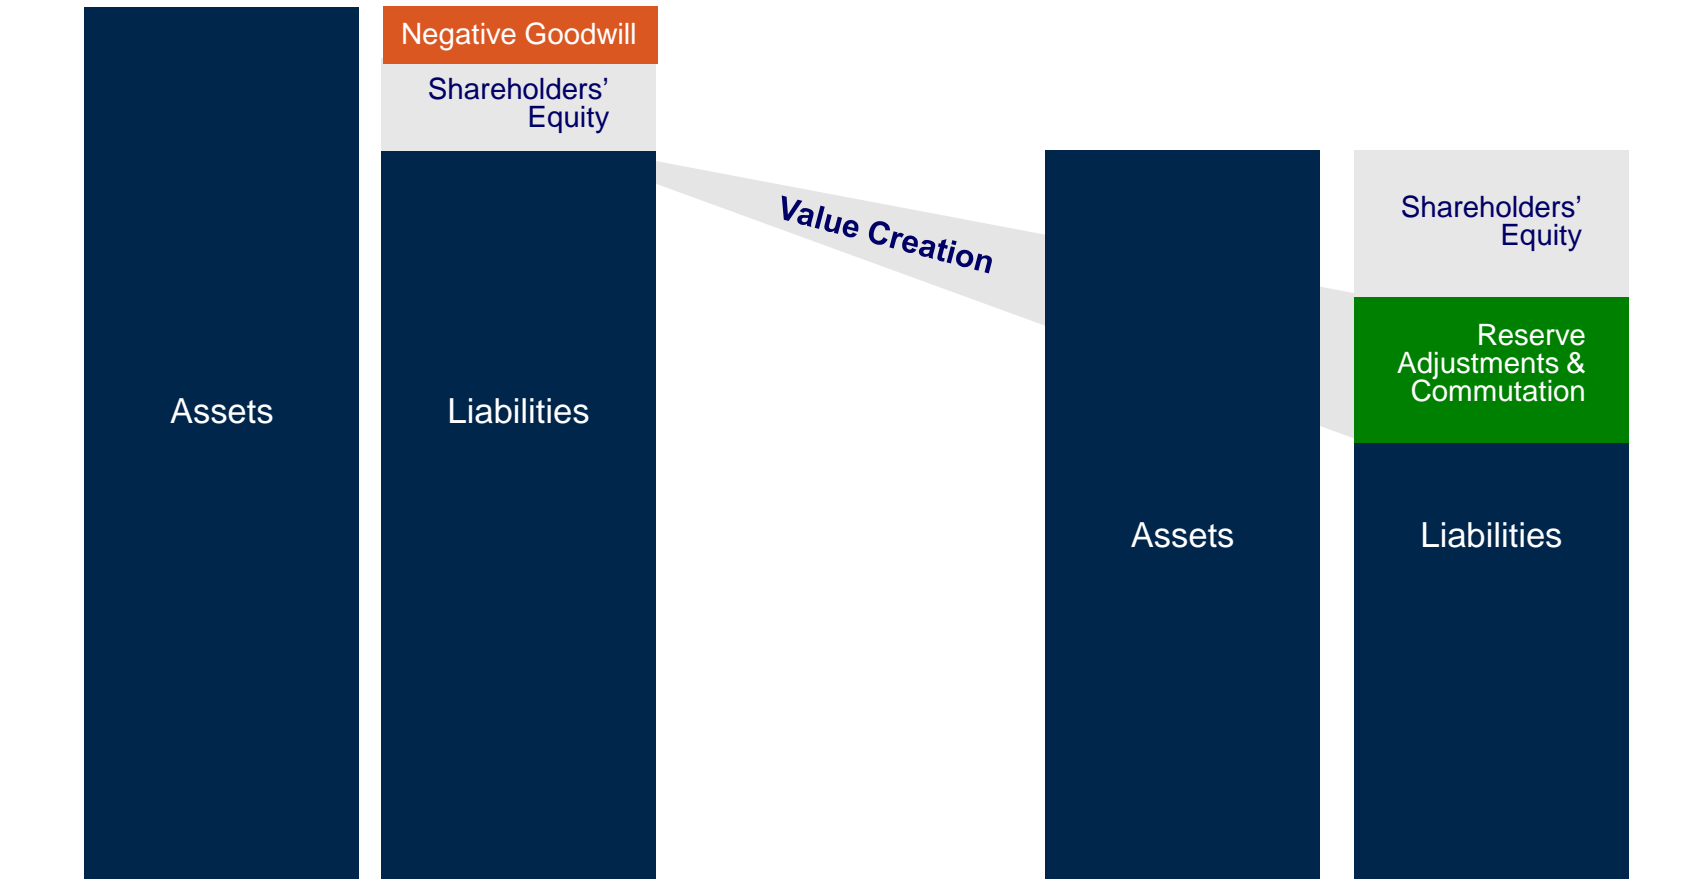 Negative Goodwill
Shareholders’
Equity
Assets
Liabilities
Value Creation
Assets
Shareholders’
Equity
Reserve
Adjustments &
Commutation
Liabilities